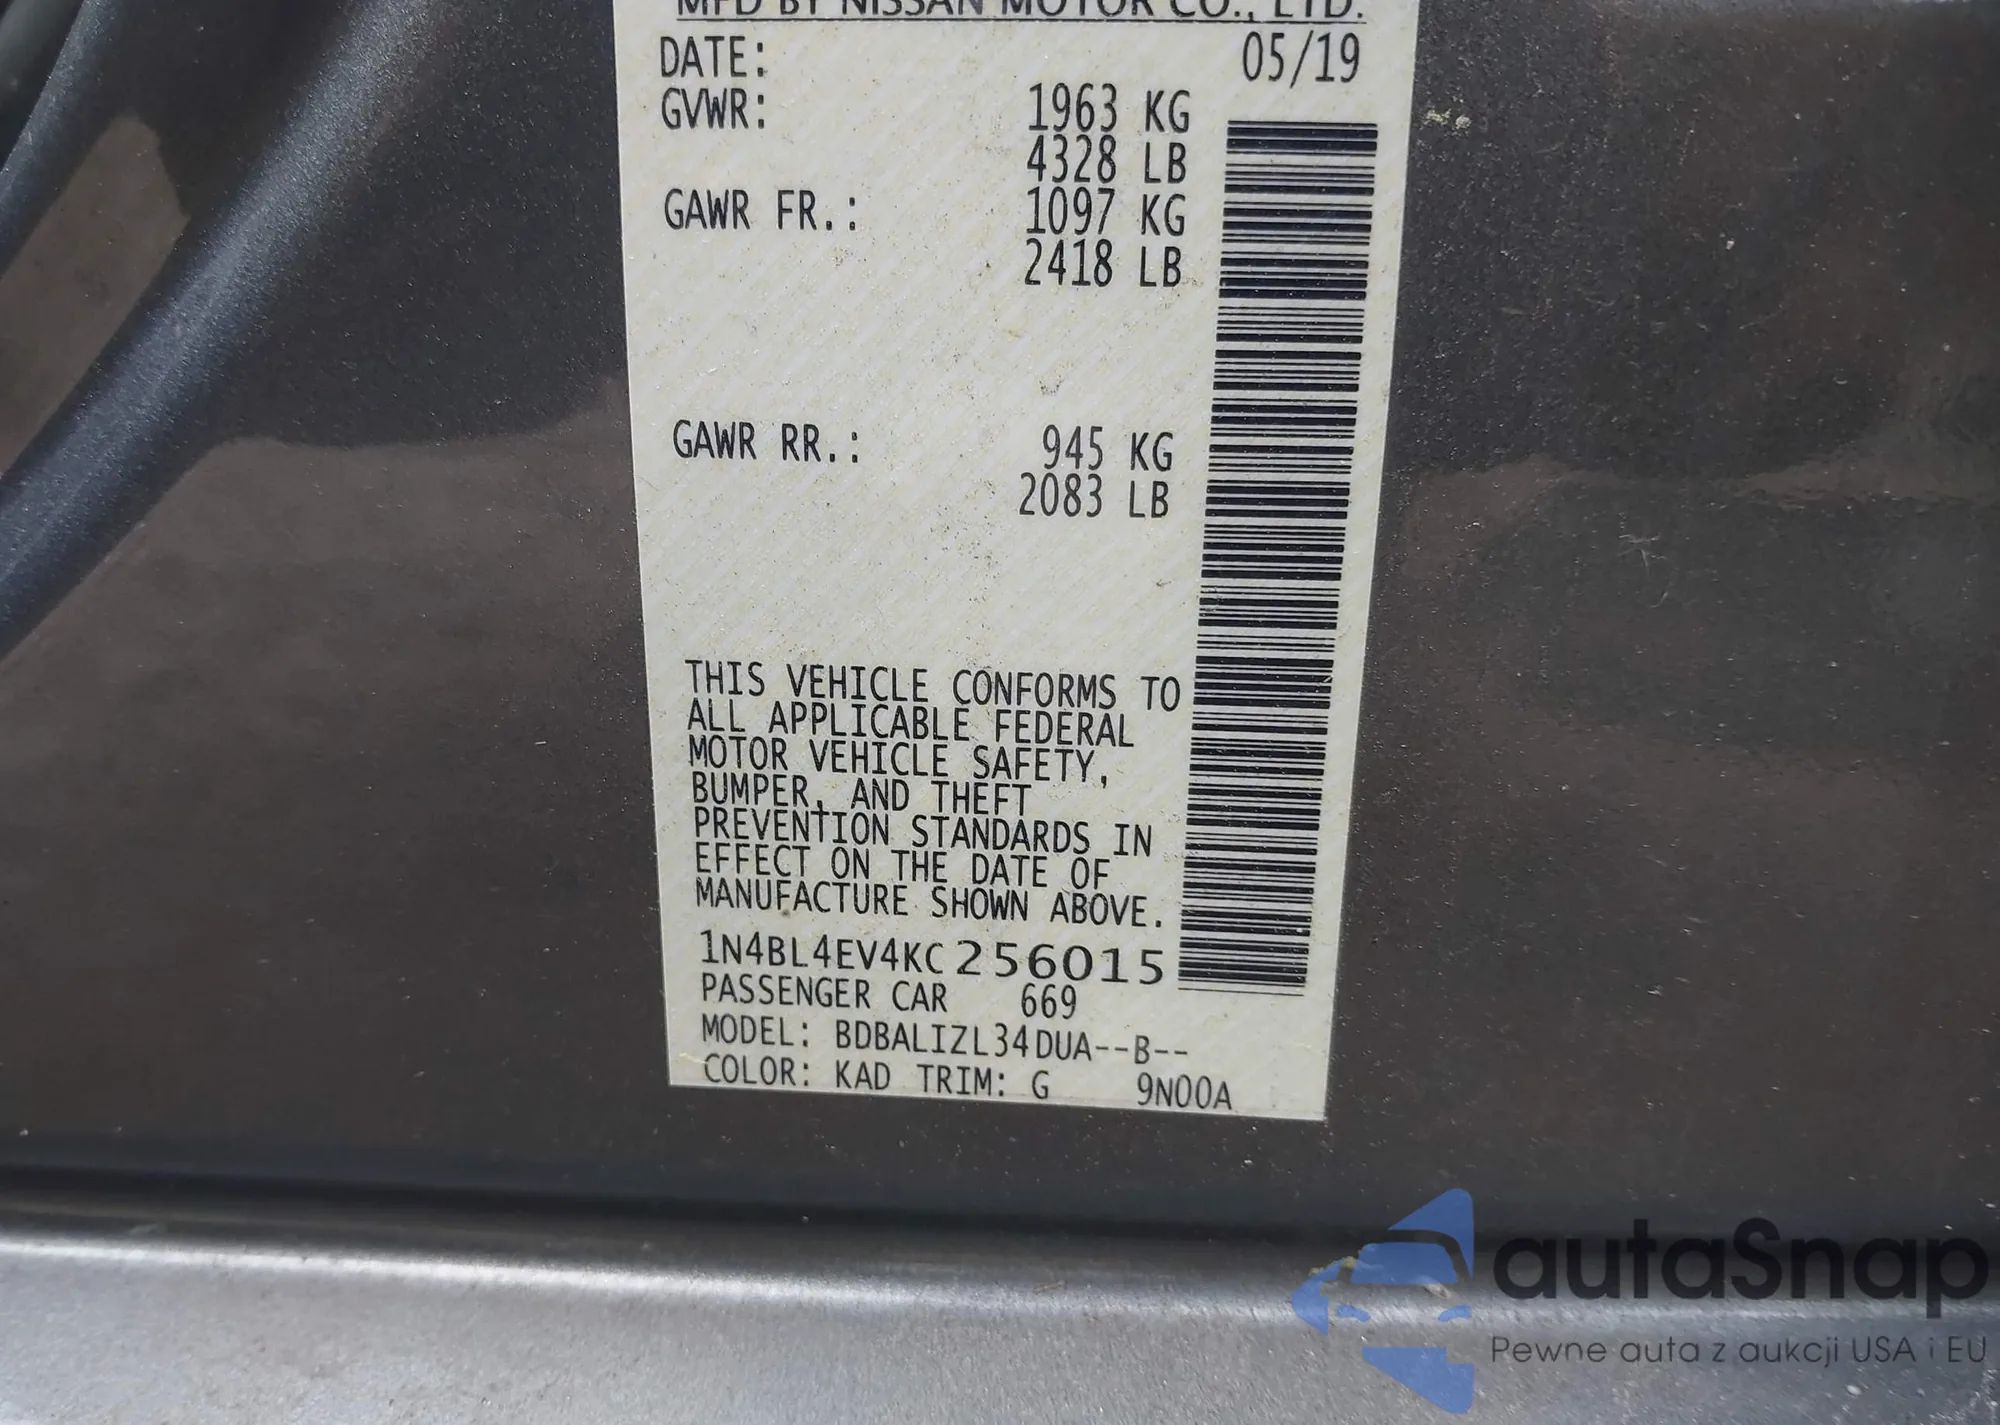 MFD BY NISSAN MOTOR CO., LTD.
DATE: 05/19
GVWR: 1963 KG
4328 LB
GAWR FR.: 1097 KG
2418 LB
GAWR RR.: 945 KG
2083 LB
THIS VEHICLE CONFORMS TO
ALL APPLICABLE FEDERAL
MOTOR VEHICLE SAFETY,
BUMPER, AND THEFT
PREVENTION STANDARDS IN
EFFECT ON THE DATE OF
MANUFACTURE SHOWN ABOVE.
1N4BL4EV4KC256015
PASSENGER CAR 669
MODEL: BDBALIZL34DUA--B--
COLOR: KAD TRIM: G 9N00A
autaSnap
Pewne auta z aukcji USA i EU